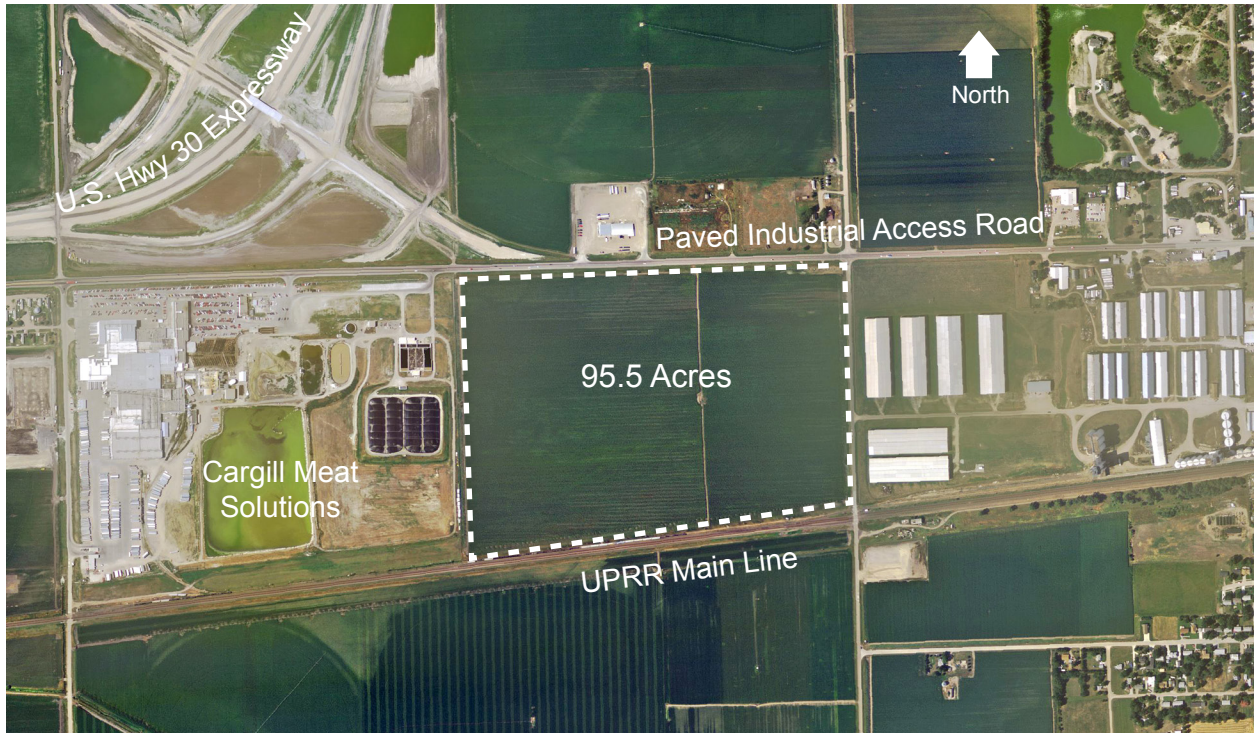 U.S. Hwy 30 Expressway
North
Paved Industrial Access Road
95.5 Acres
Cargill Meat
Solutions
UPRR Main Line